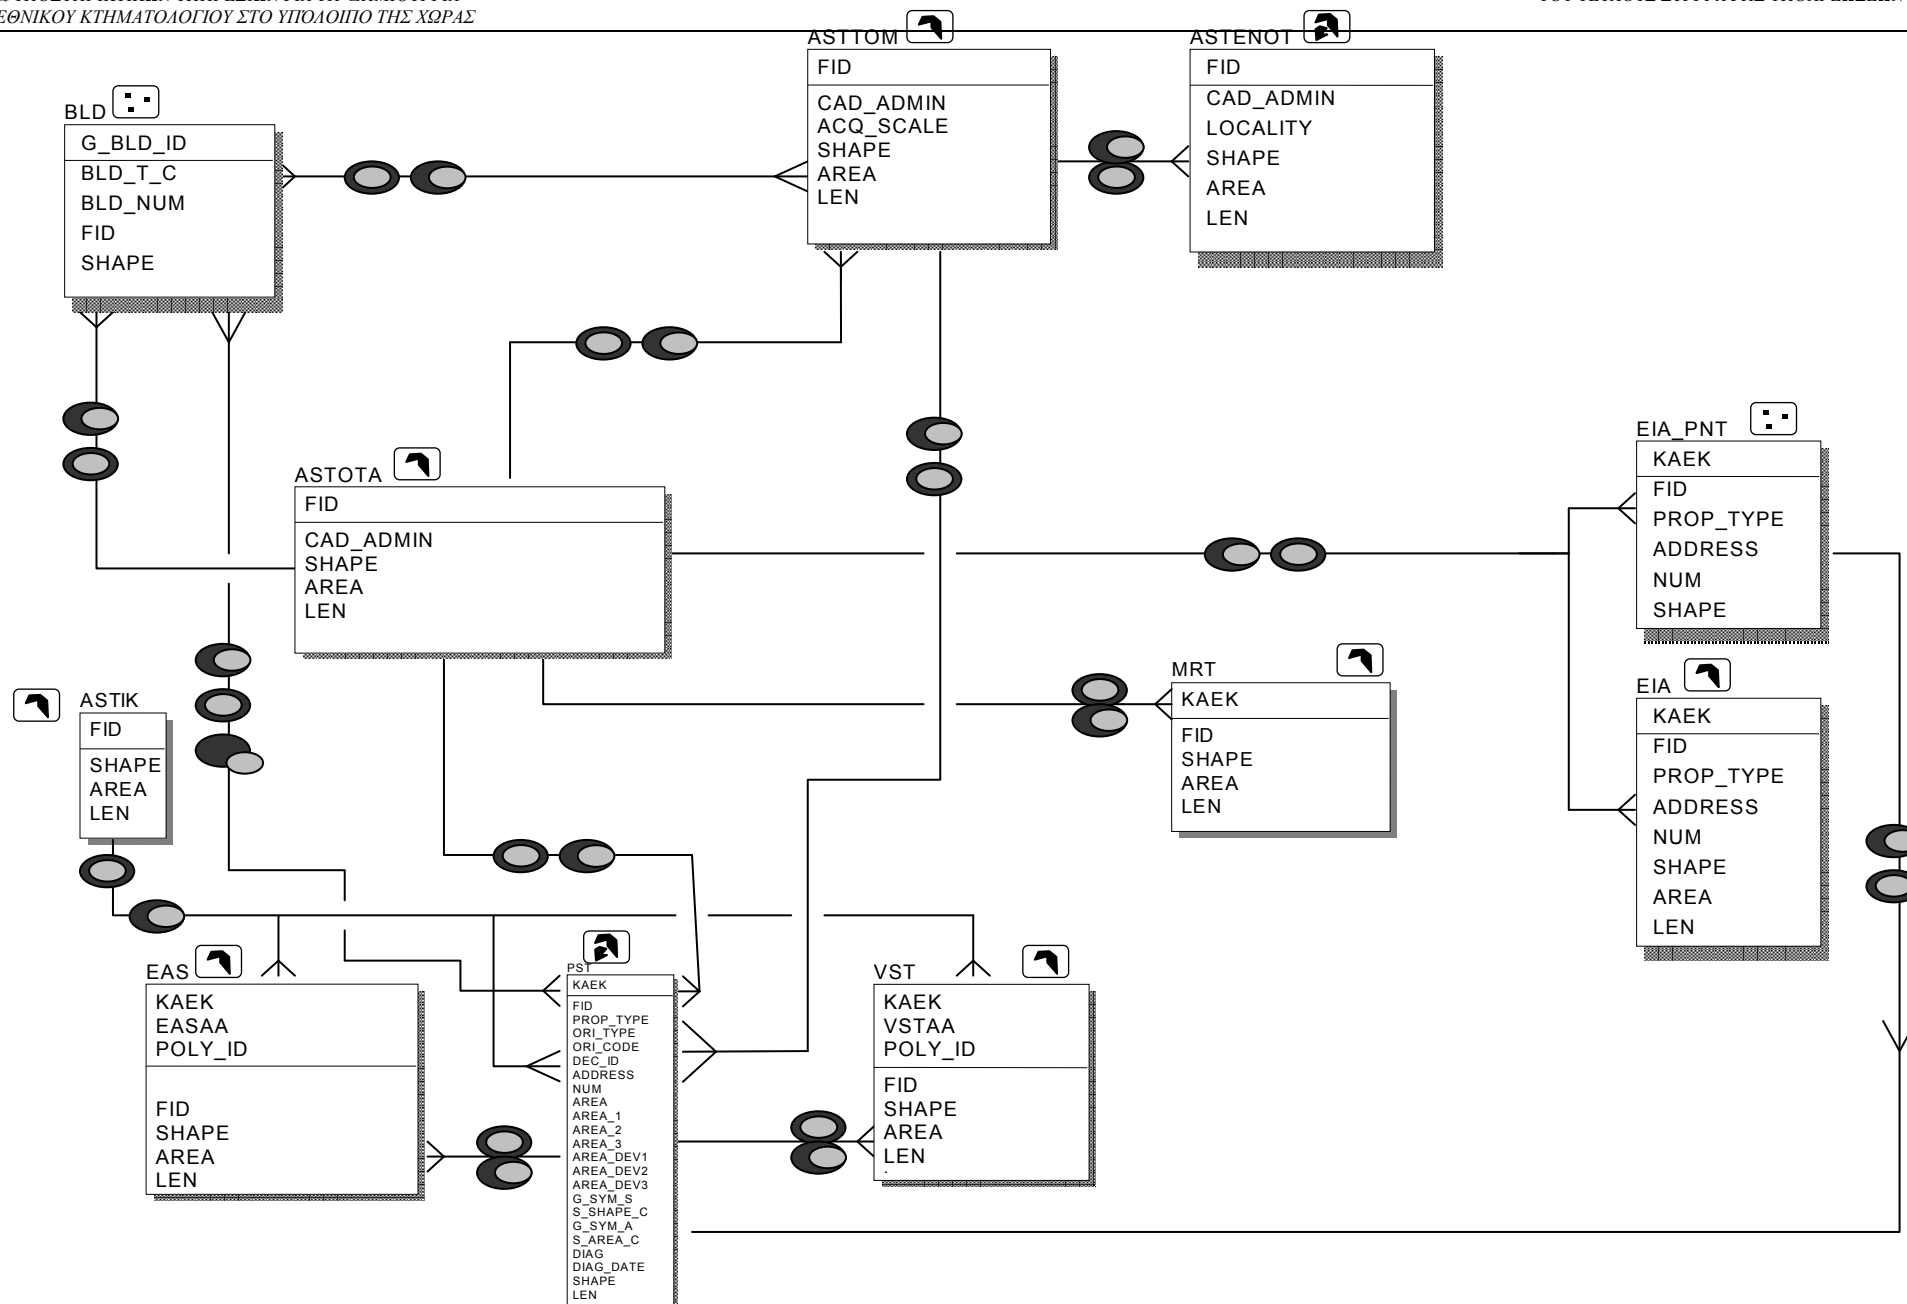 ΕΘΝΙΚΟΥ ΚΤΗΜΑΤΟΛΟΓΙΟΥ ΣΤΟ ΥΠΟΛΟΙΠΟ ΤΗΣ ΧΩΡΑΣ
ASTTOM
FID
CAD_ADMIN
ACQ_SCALE
SHAPE
AREA
LEN
ASTENOT
FID
CAD_ADMIN
LOCALITY
SHAPE
AREA
LEN
BLD
G_BLD_ID
BLD_T_C
BLD_NUM
FID
SHAPE
ASTOTA
FID
CAD_ADMIN
SHAPE
AREA
LEN
EIA_PNT
KAEK
FID
PROP_TYPE
ADDRESS
NUM
SHAPE
MRT
KAEK
FID
SHAPE
AREA
LEN
EIA
KAEK
FID
PROP_TYPE
ADDRESS
NUM
SHAPE
AREA
LEN
ASTIK
FID
SHAPE
AREA
LEN
EAS
KAEK
EASAA
POLY_ID
FID
SHAPE
AREA
LEN
PST
KAEK
FID
PROP_TYPE
ORI_TYPE
ORI_CODE
DEC_ID
ADDRESS
NUM
AREA
AREA_1
AREA_2
AREA_3
AREA_DEV1
AREA_DEV2
AREA_DEV3
G_SYM_S
S_SHAPE_C
G_SYM_A
S_AREA_C
DIAG
DIAG_DATE
SHAPE
LEN
VST
KAEK
VSTAA
POLY_ID
FID
SHAPE
AREA
LEN
.